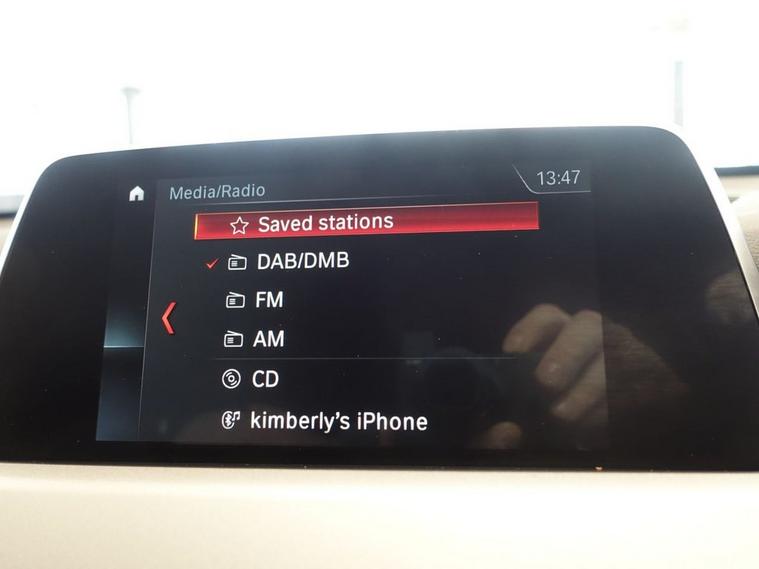 Media/Radio
13:47
Saved stations
DAB/DMB
FM
AM
CD
kimberly's iPhone